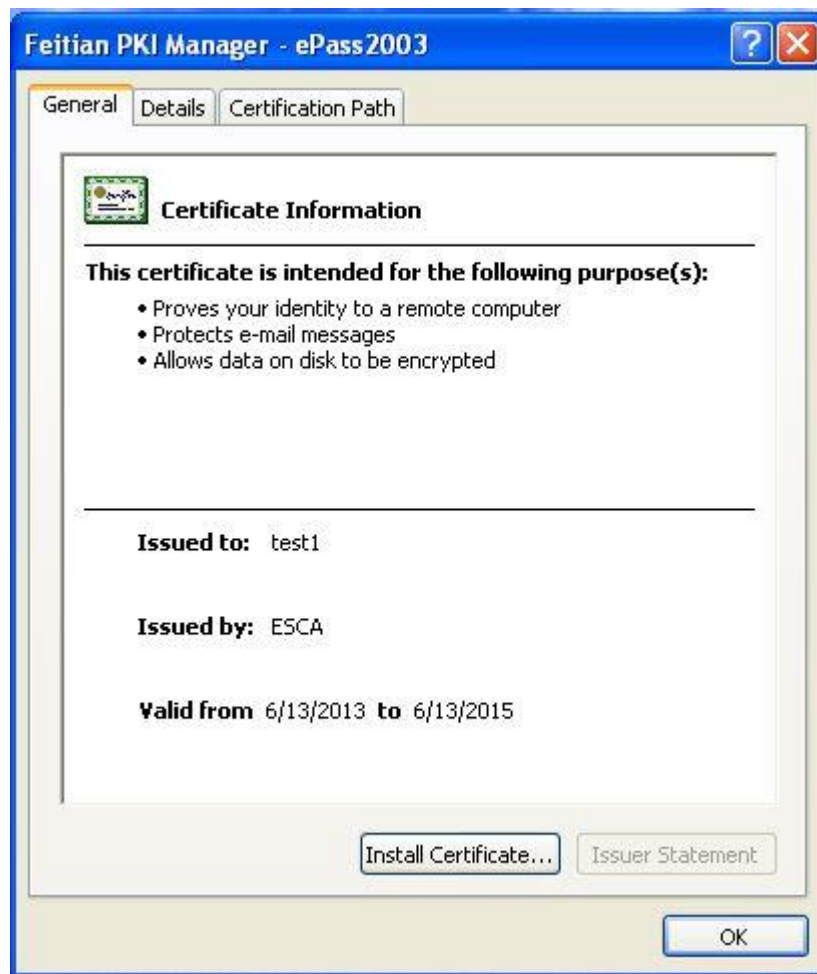 Feitian PKI Manager - ePass2003
General Details Certification Path
Certificate Information
This certificate is intended for the following purpose(s):
• Proves your identity to a remote computer
• Protects e-mail messages
• Allows data on disk to be encrypted
Issued to: test1
Issued by: ESCA
Valid from 6/13/2013 to 6/13/2015
Install Certificate... Issuer Statement
OK